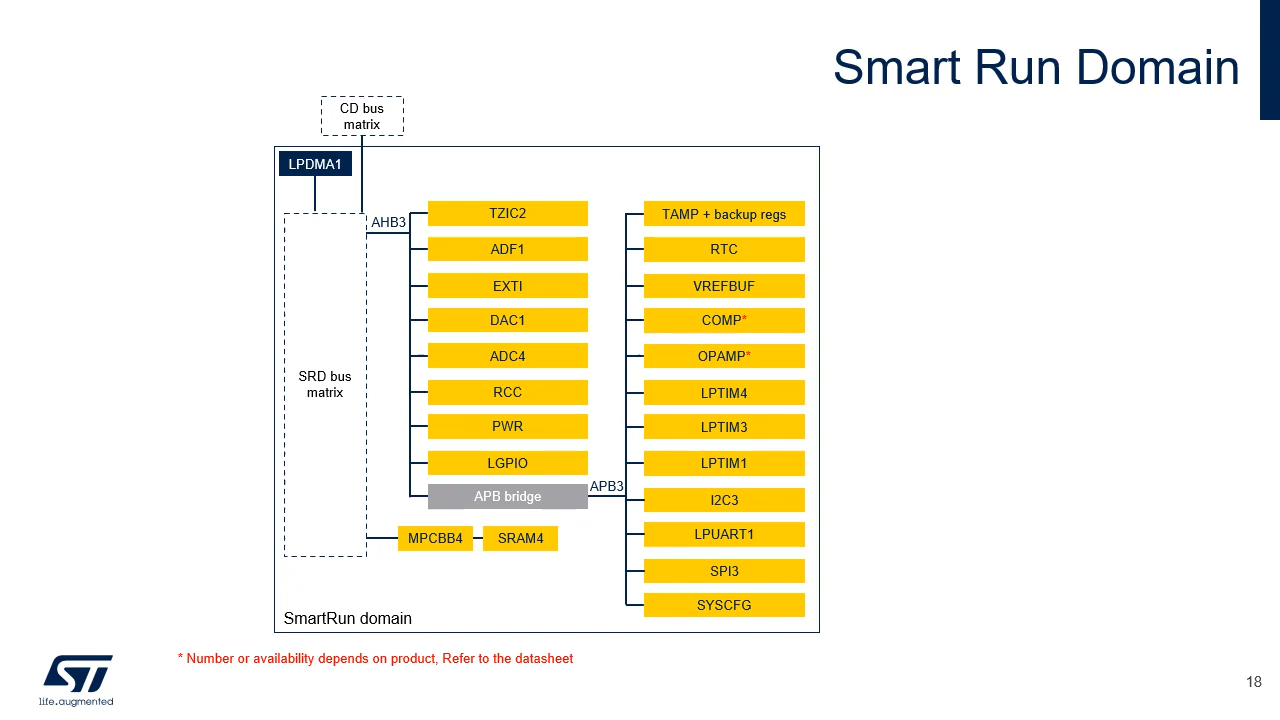 Smart Run Domain
CD bus
matrix
LPDMA1
SRD bus
matrix
AHB3
TZIC2
ADF1
EXTI
DAC1
ADC4
RCC
PWR
LGPIO
APB bridge
MPCBB4
SRAM4
APB3
TAMP + backup regs
RTC
VREFBUF
COMP*
OPAMP*
LPTIM4
LPTIM3
LPTIM1
I2C3
LPUART1
SPI3
SYSCFG
SmartRun domain
* Number or availability depends on product, Refer to the datasheet
ST
life.augmented
18